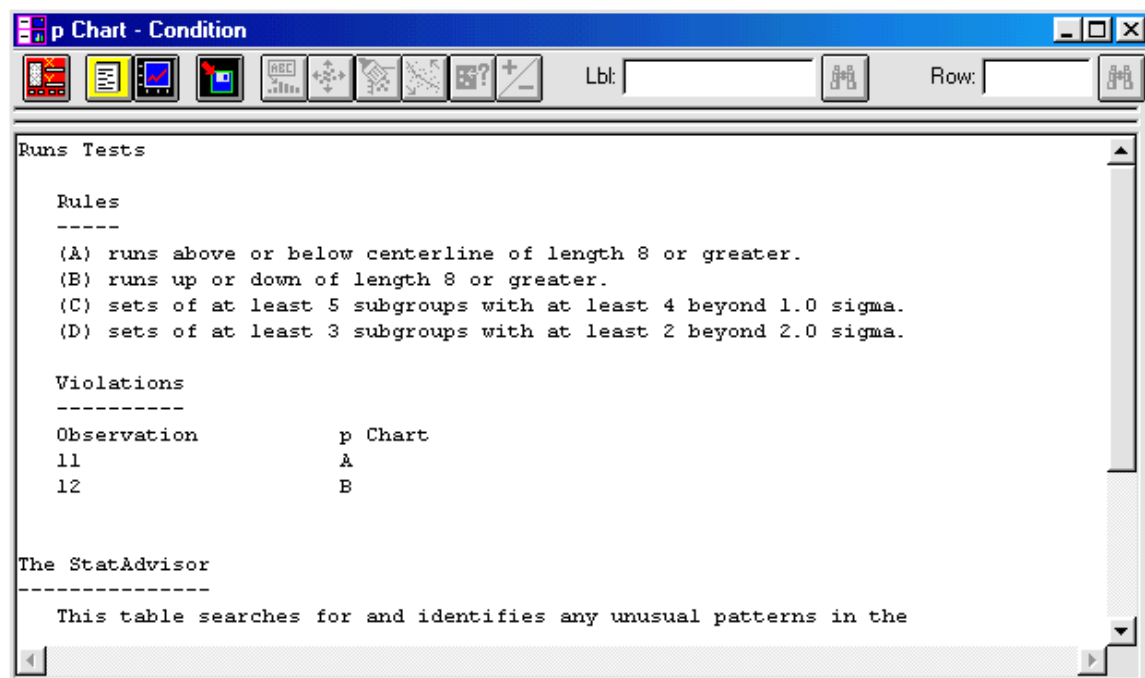 p Chart - Condition
Lbl: Row:
Runs Tests
Rules
-----
(A) runs above or below centerline of length 8 or greater.
(B) runs up or down of length 8 or greater.
(C) sets of at least 5 subgroups with at least 4 beyond 1.0 sigma.
(D) sets of at least 3 subgroups with at least 2 beyond 2.0 sigma.
Violations
----------
Observation p Chart
11 A
12 B
The StatAdvisor
---------------
This table searches for and identifies any unusual patterns in the